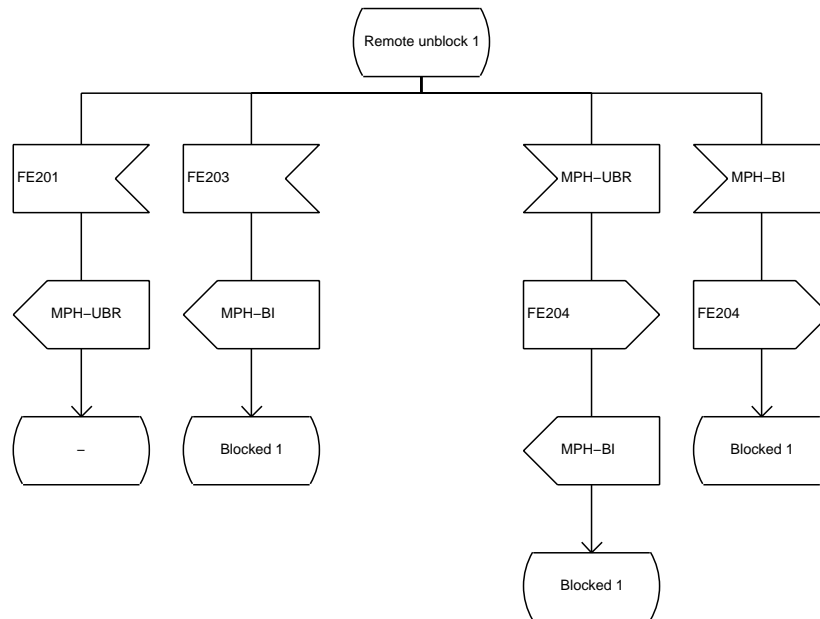 Remote unblock 1
FE201
FE203
MPH−UBR
MPH−BI
MPH−UBR
MPH−BI
FE204
FE204
−
Blocked 1
MPH−BI
Blocked 1
Blocked 1